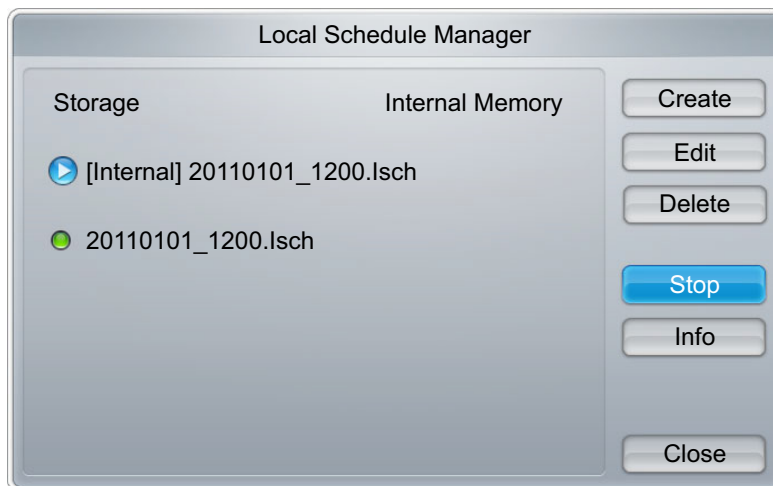 Local Schedule Manager
Storage Internal Memory
[Internal] 20110101_1200.lsch
20110101_1200.lsch
Create
Edit
Delete
Stop
Info
Close